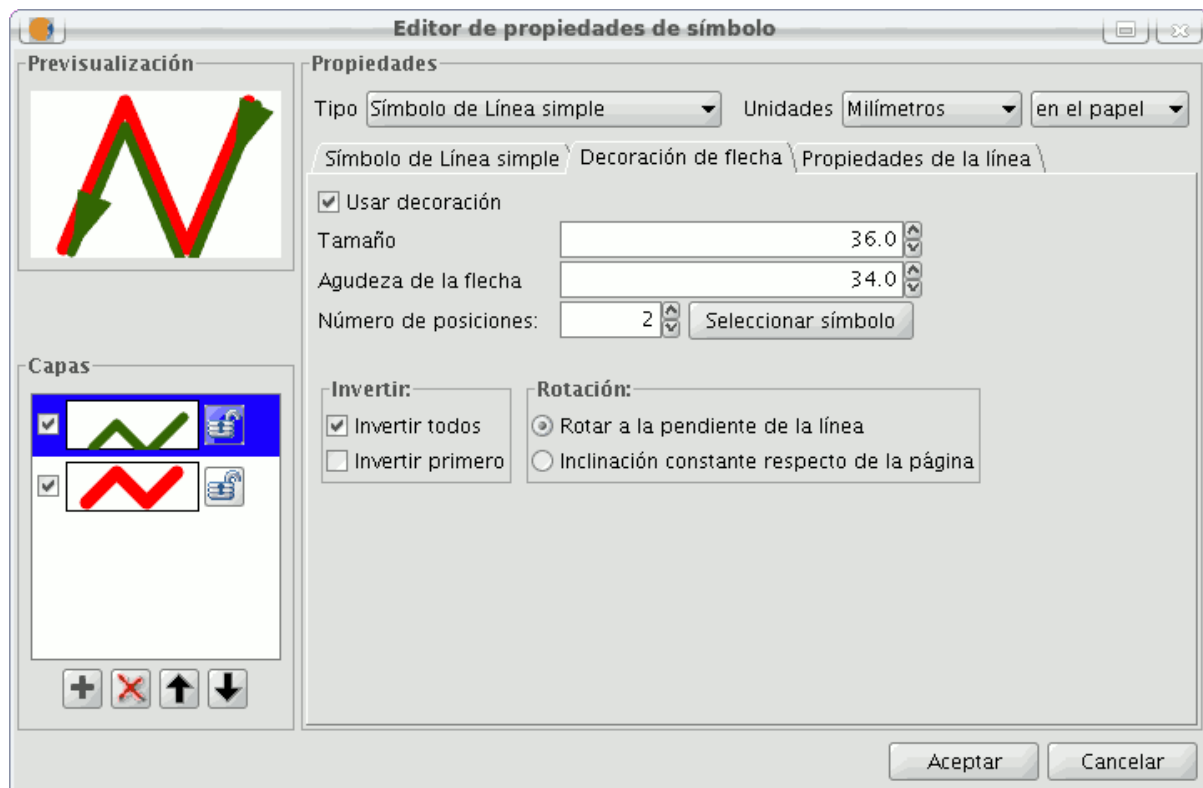 Editor de propiedades de símbolo
Previsualización
Propiedades
Tipo Símbolo de Línea simple Unidades Milímetros en el papel
Símbolo de Línea simple Decoración de flecha Propiedades de la línea
Usar decoración
Tamaño 36.0
Agudeza de la flecha 34.0
Número de posiciones: 2 Seleccionar símbolo
Capas
Invertir: Rotación:
Invertir todos Rotar a la pendiente de la línea
Invertir primero Inclinación constante respecto de la página
Aceptar Cancelar